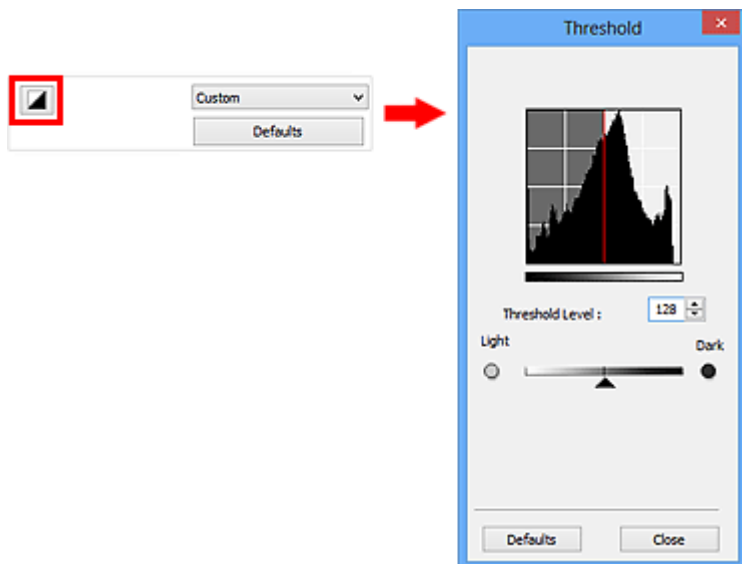 Custom
Defaults
Threshold
Threshold Level :
128
Light
Dark
Defaults
Close